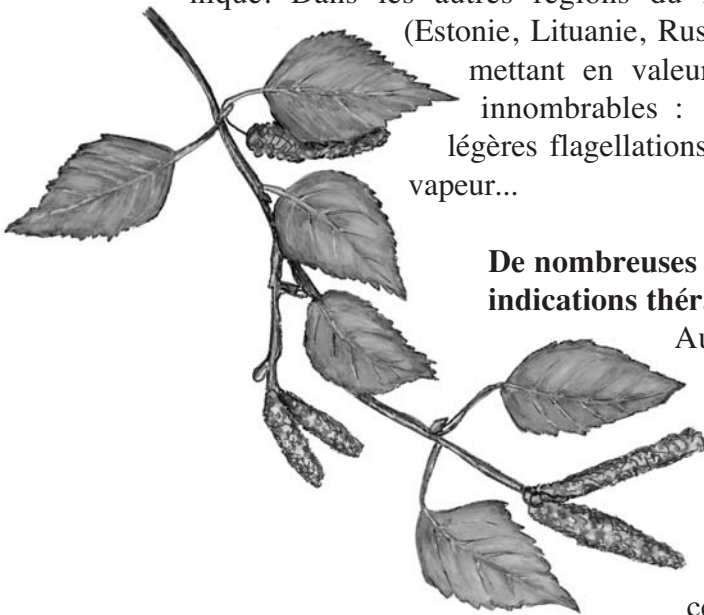 nique. Dans les autres régions du
(Estonie, Lituanie, Rus
mettant en valeur
innombrables :
légères flagellations
vapeur...
De nombreuses
indications thér
Au
co